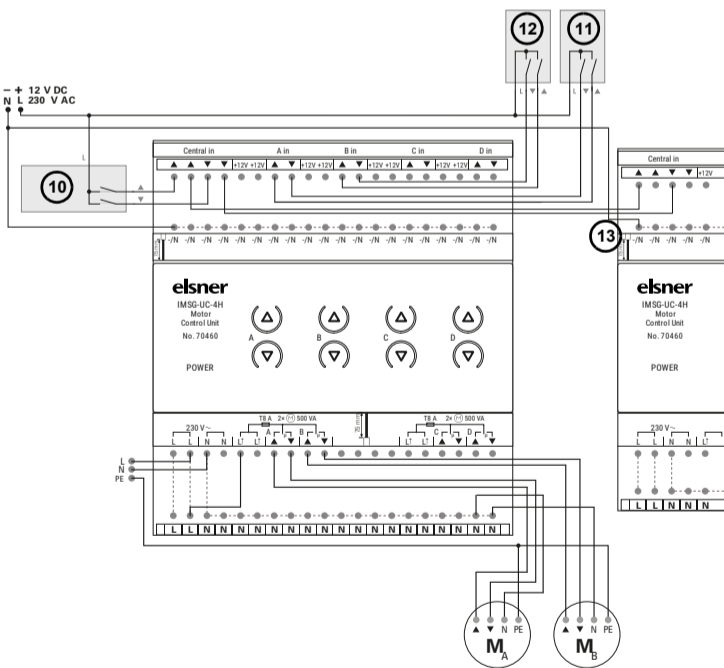 12 11
− + 12 V DC
N L 230 V AC
L ▼ ▲ L ▼ ▲
L
10 ▲ ▼
Central in A in B in C in D in
▲ ▲ ▼ ▼ +12V +12V ▲ ▼ +12V +12V ▲ ▼ +12V +12V ▲ ▼ +12V +12V ▲ ▼
Central in
▲ ▲ ▼ ▼ +12V
13
-/N -/N -/N -/N -/N -/N -/N -/N -/N -/N -/N -/N -/N -/N -/N -/N -/N -/N -/N -/N
-/N -/N -/N -/N -/N
elsner
IMSG-UC-4H
Motor
Control Unit
No. 70460
POWER
A B C D
elsner
IMSG-UC-4H
Motor
Control Unit
No. 70460
POWER
230 V~
T8 A 2× M 500 VA
T8 A 2× M 500 VA
L L N N L↑ L↑ A ▲ ▼ B ▲ ▼ L↑ L↑ C ▲ ▼ D ▲ ▼
230 V~
L L N N L↑
L
N
PE
L L N N N N N N N N N N N N N N N N N N
L L N N N
▲ ▼ N PE
MA
▲ ▼ N PE
MB